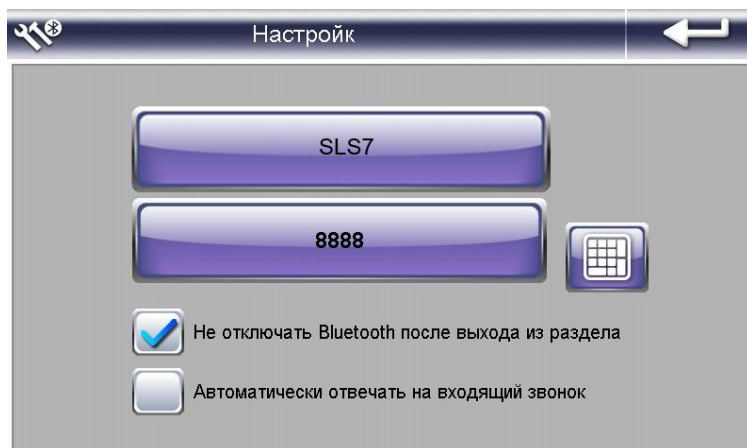 Настройк
SLS7
8888
Не отключать Bluetooth после выхода из раздела
Автоматически отвечать на входящий звонок